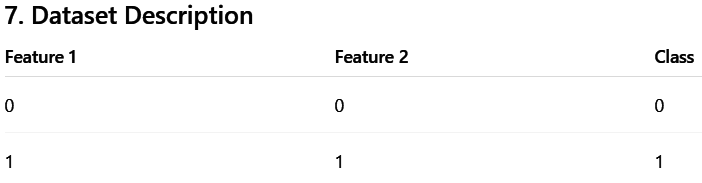 7. Dataset Description
Feature 1 Feature 2 Class
0 0 0
1 1 1